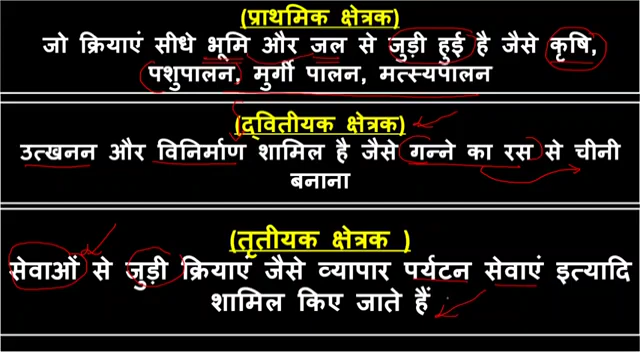 (प्राथमिक क्षेत्रक)
जो क्रियाएं सीधे भूमि और जल से जुड़ी हुई है जैसे कृषि,
पशुपालन, मुर्गी पालन, मत्स्यपालन
(द्वितीयक क्षेत्रक)
उत्खनन और विनिर्माण शामिल है जैसे गन्ने का रस से चीनी
बनाना
(तृतीयक क्षेत्रक )
सेवाओं से जुड़ी क्रियाएं जैसे व्यापार पर्यटन सेवाएं इत्यादि
शामिल किए जाते हैं